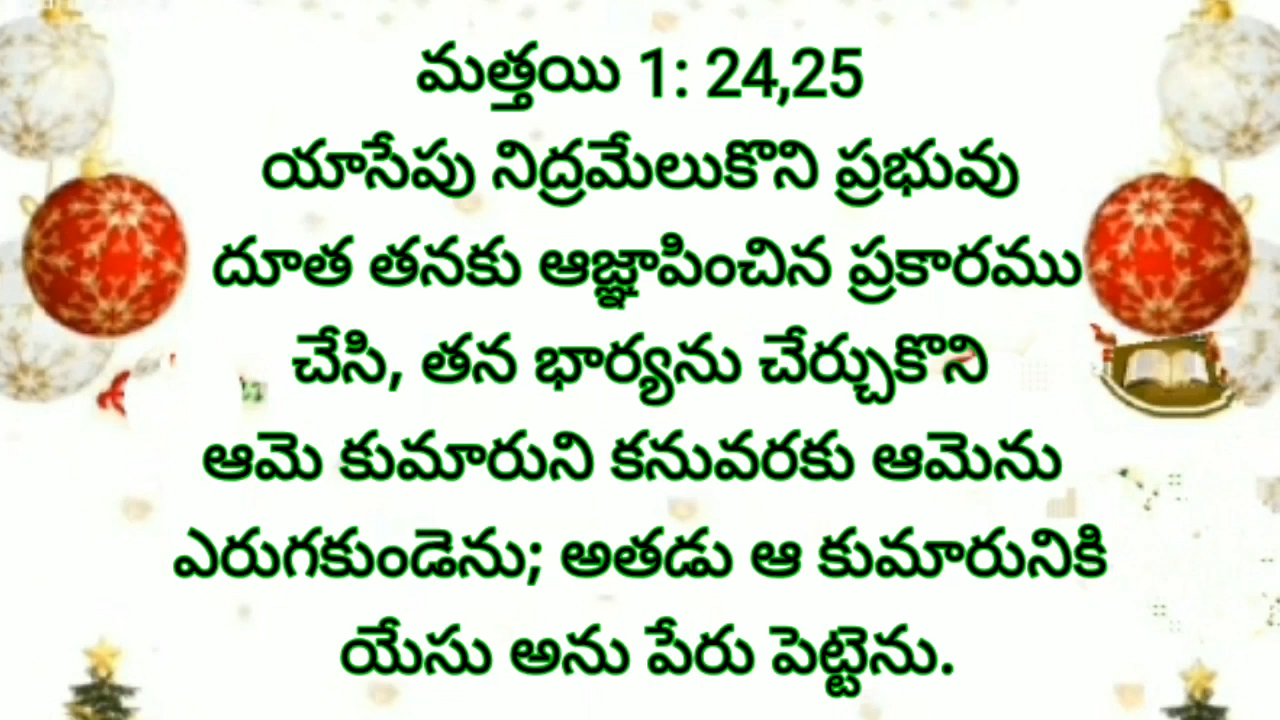 మత్తయి 1: 24,25
యాసేపు నిద్రమేలుకొని ప్రభువు
దూత తనకు ఆజ్ఞాపించిన ప్రకారము
చేసి, తన భార్యను చేర్చుకొని
ఆమె కుమారుని కనువరకు ఆమెను
ఎరుగకుండెను; అతడు ఆ కుమారునికి
యేసు అను పేరు పెట్టెను.